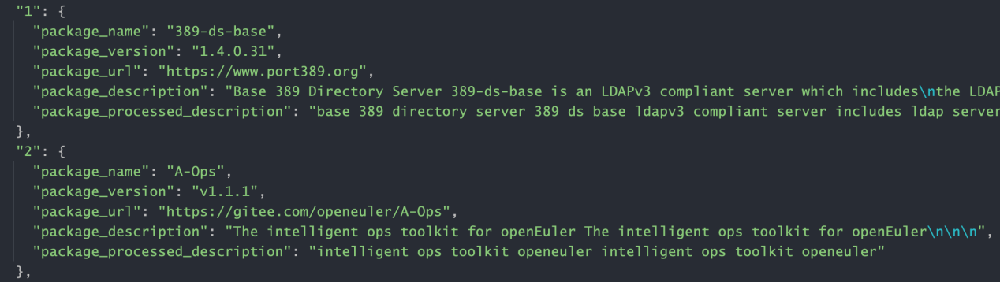 "1": {
"package_name": "389-ds-base",
"package_version": "1.4.0.31",
"package_url": "https://www.port389.org",
"package_description": "Base 389 Directory Server 389-ds-base is an LDAPv3 compliant server which includes\nthe LDAP
"package_processed_description": "base 389 directory server 389 ds base ldapv3 compliant server includes ldap server
},
"2": {
"package_name": "A-Ops",
"package_version": "v1.1.1",
"package_url": "https://gitee.com/openeuler/A-Ops",
"package_description": "The intelligent ops toolkit for openEuler The intelligent ops toolkit for openEuler\n\n\n",
"package_processed_description": "intelligent ops toolkit openeuler intelligent ops toolkit openeuler"
},